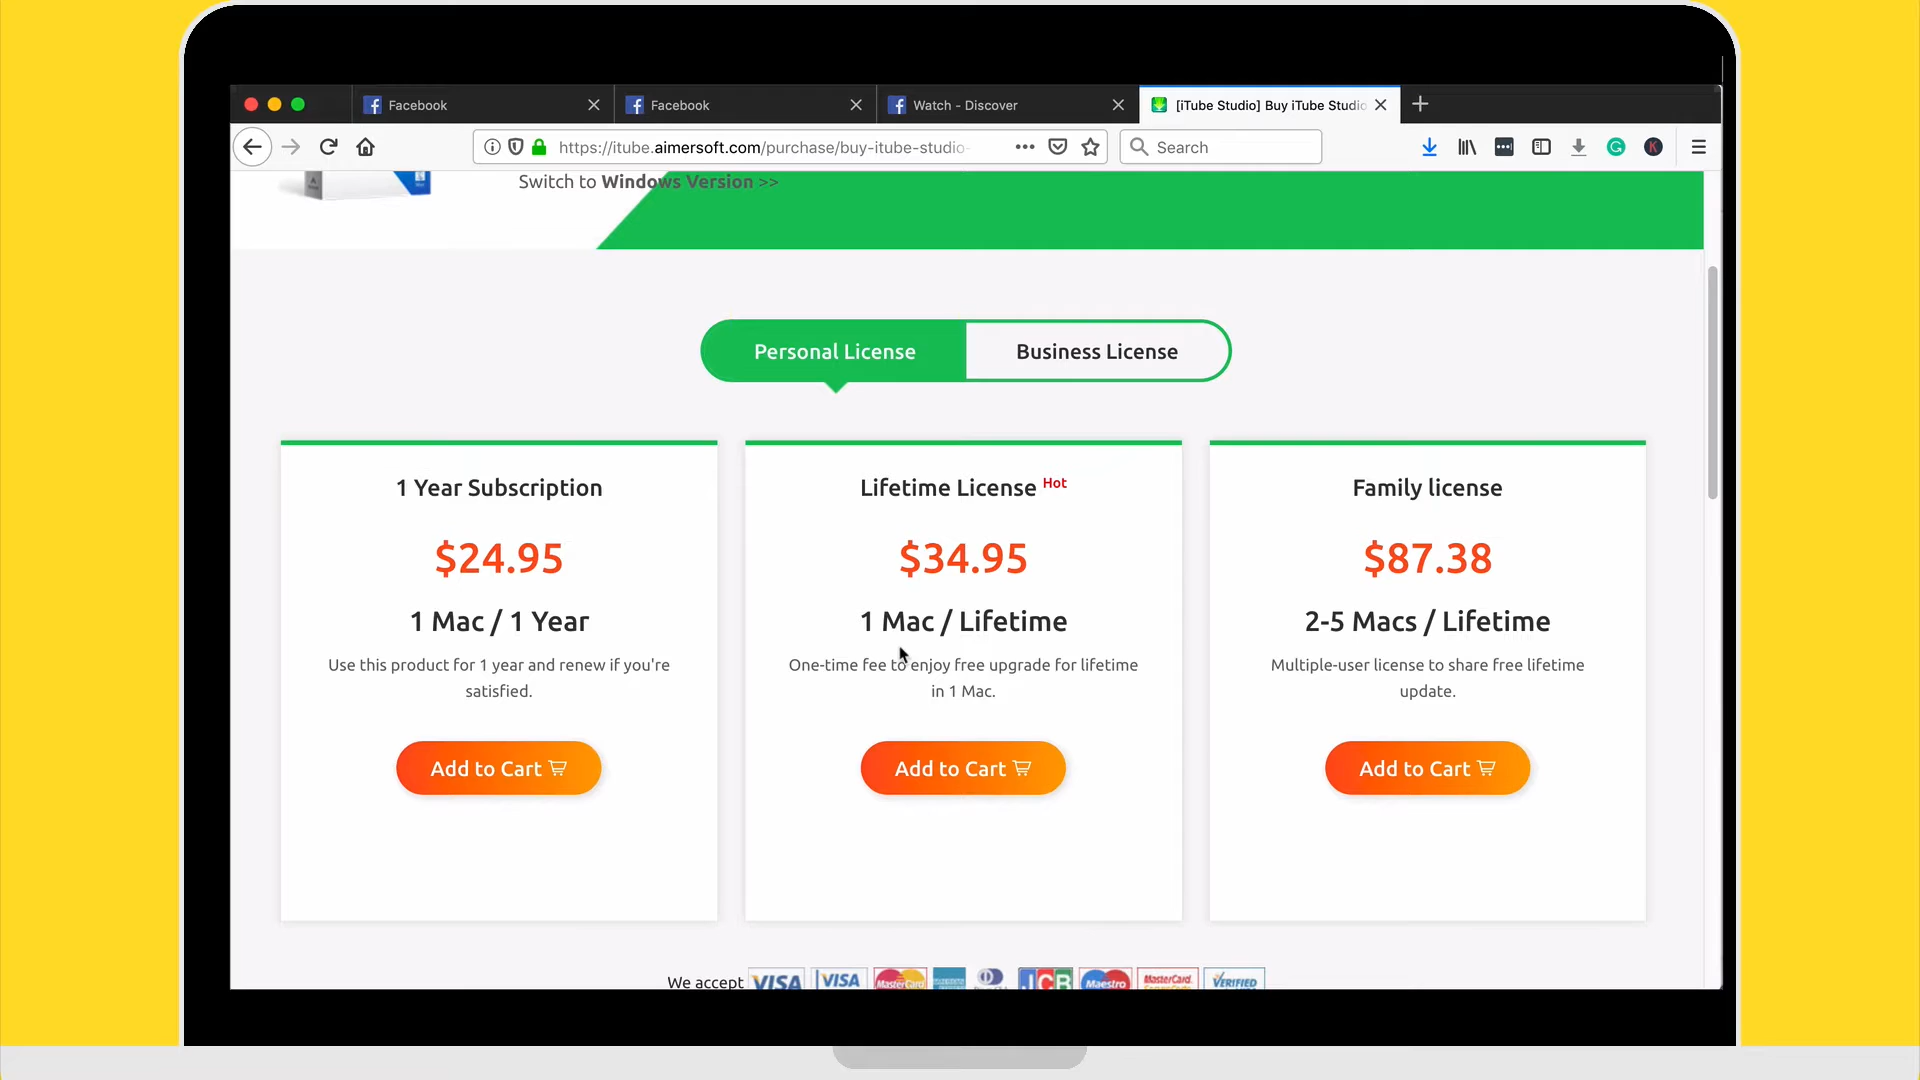 Facebook
Facebook
Watch - Discover
[iTube Studio] Buy iTube Studio
https://itube.aimersoft.com/purchase/buy-itube-studio-
Search
Switch to Windows Version >>
Personal License
Business License
1 Year Subscription
$24.95
1 Mac / 1 Year
Use this product for 1 year and renew if you're
satisfied.
Add to Cart
Lifetime License Hot
$34.95
1 Mac / Lifetime
One-time fee to enjoy free upgrade for lifetime
in 1 Mac.
Add to Cart
Family license
$87.38
2-5 Macs / Lifetime
Multiple-user license to share free lifetime
update.
Add to Cart
We accept VISA VISA MasterCard JCB Maestro MasterCard VERIFIED